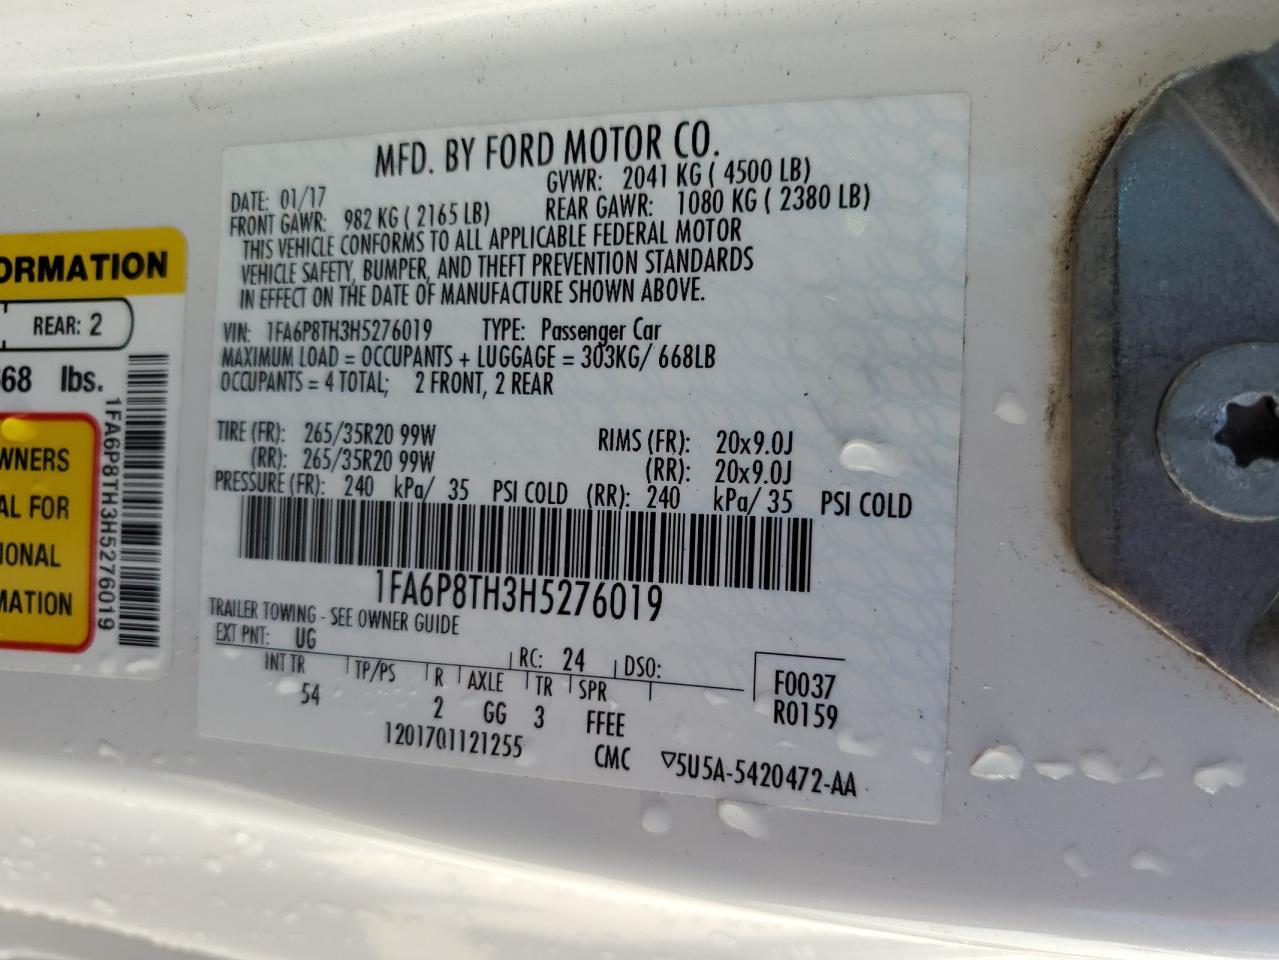 ORMATION
REAR: 2
668 lbs.
WNERS
AL FOR
IONAL
MATION
1FA6P8TH3H5276019
MFD. BY FORD MOTOR CO.
DATE: 01/17 GVWR: 2041 KG ( 4500 LB)
FRONT GAWR: 982 KG ( 2165 LB) REAR GAWR: 1080 KG ( 2380 LB)
THIS VEHICLE CONFORMS TO ALL APPLICABLE FEDERAL MOTOR
VEHICLE SAFETY, BUMPER, AND THEFT PREVENTION STANDARDS
IN EFFECT ON THE DATE OF MANUFACTURE SHOWN ABOVE.
VIN: 1FA6P8TH3H5276019 TYPE: Passenger Car
MAXIMUM LOAD = OCCUPANTS + LUGGAGE = 303KG/ 668LB
OCCUPANTS = 4 TOTAL; 2 FRONT, 2 REAR
TIRE (FR): 265/35R20 99W RIMS (FR): 20x9.0J
(RR): 265/35R20 99W (RR): 20x9.0J
PRESSURE (FR): 240 kPa/ 35 PSI COLD (RR): 240 kPa/ 35 PSI COLD
1FA6P8TH3H5276019
TRAILER TOWING - SEE OWNER GUIDE
EXT PNT: UG RC: 24 DSO: F0037
INT TR TP/PS R AXLE TR SPR R0159
54 2 GG 3 FFEE
1201701121255 CMC ▽5U5A-5420472-AA